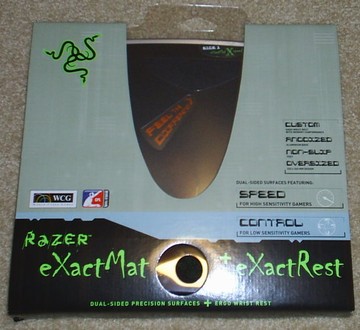 CUSTOM
ANODIZED
NON-SLIP
OVERSIZED
DUAL-SIDED SURFACES FEATURING
SPEED
FOR HIGH SENSITIVITY GAMERS
CONTROL
FOR LOW SENSITIVITY GAMERS
WCG
RAZER™
eXactMat + eXactRest
DUAL-SIDED PRECISION SURFACES + ERGO WRIST REST